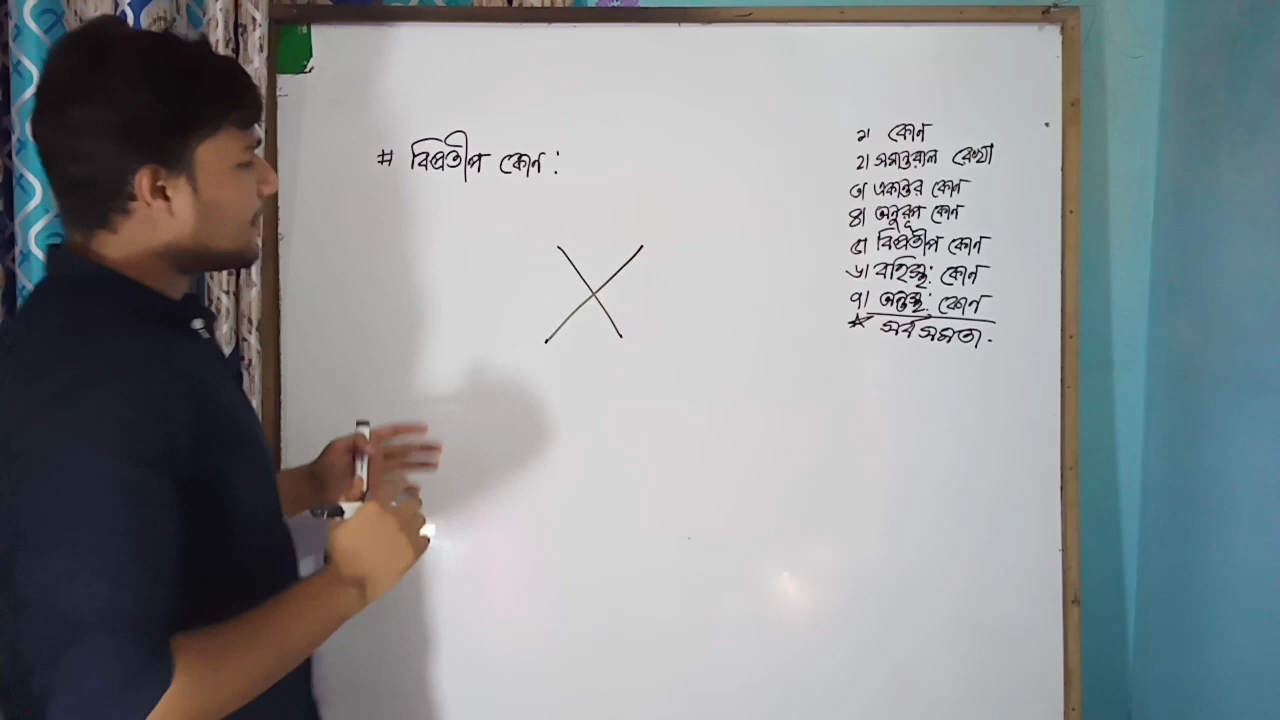 # বিপ্রতীপ কোন :
১। কোন
২। সমান্তরাল রেখা
৩। একান্তর কোন
৪। অনুরূপ কোন
৫। বিপ্রতীপ কোন
৬। বহিস্থ: কোন
৭। অন্তস্থ: কোন
* সর্বসমতা.